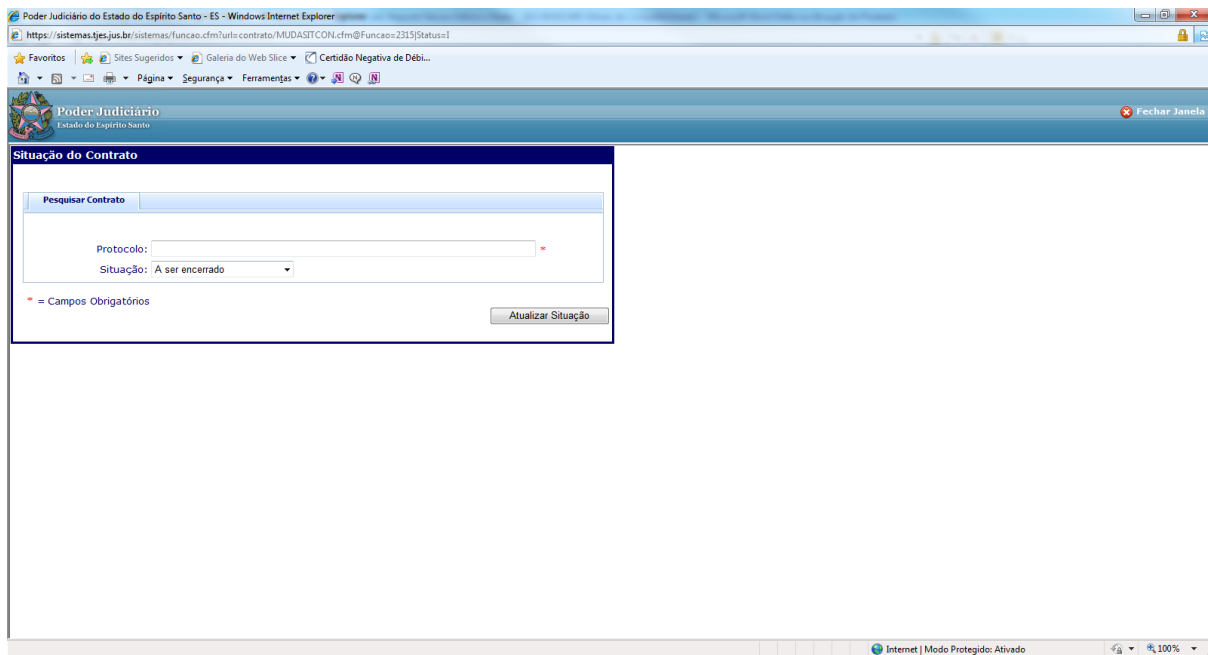 Poder Judiciário do Estado do Espírito Santo - ES - Windows Internet Explorer
https://sistemas.tjes.jus.br/sistemas/funcao.cfm?url=contrato/MUDASITCON.cfm@Funcao=2315|Status=I
Favoritos Sites Sugeridos Galeria do Web Slice Certidão Negativa de Débi...
Página Segurança Ferramentas
Poder Judiciário
Estado do Espírito Santo
Fechar Janela
Situação do Contrato
Pesquisar Contrato
Protocolo: *
Situação: A ser encerrado
* = Campos Obrigatórios
Atualizar Situação
Internet | Modo Protegido: Ativado 100%